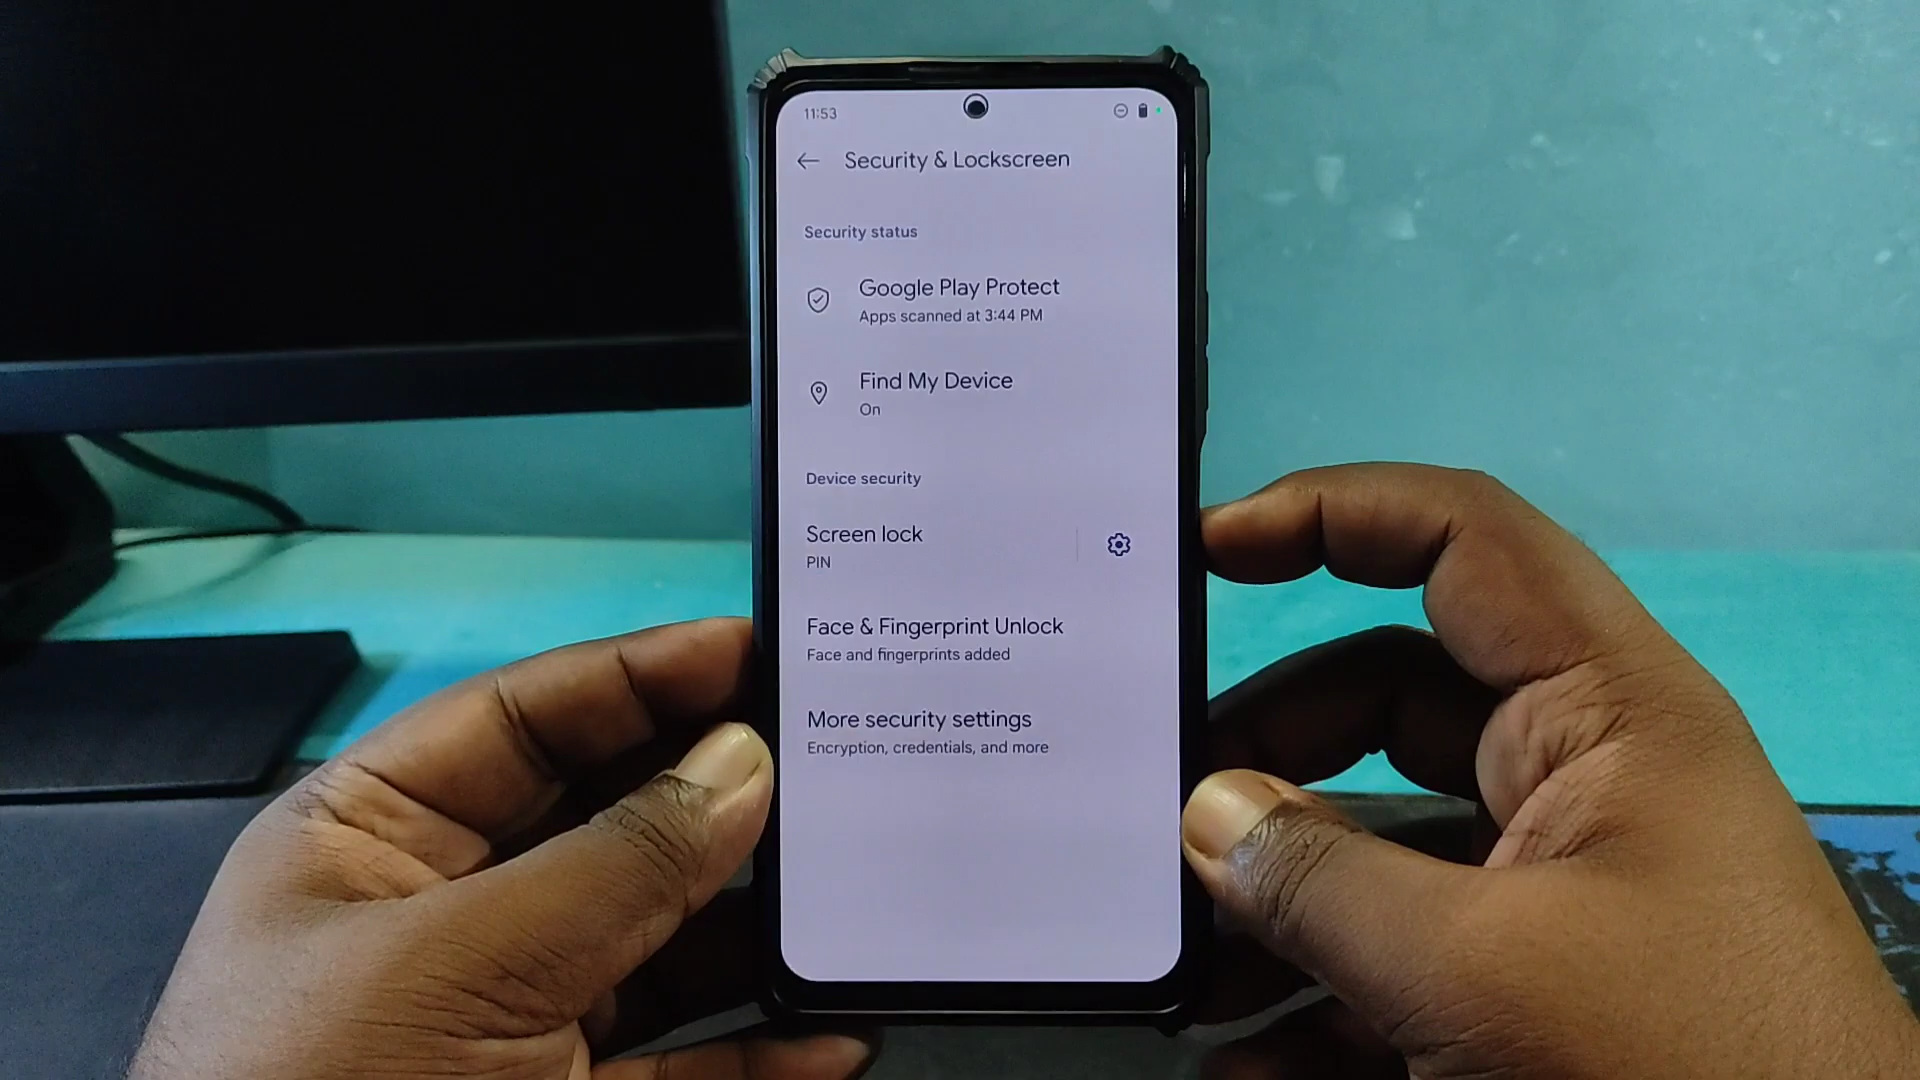 11:53
Security & Lockscreen
Security status
Google Play Protect
Apps scanned at 3:44 PM
Find My Device
On
Device security
Screen lock
PIN
Face & Fingerprint Unlock
Face and fingerprints added
More security settings
Encryption, credentials, and more